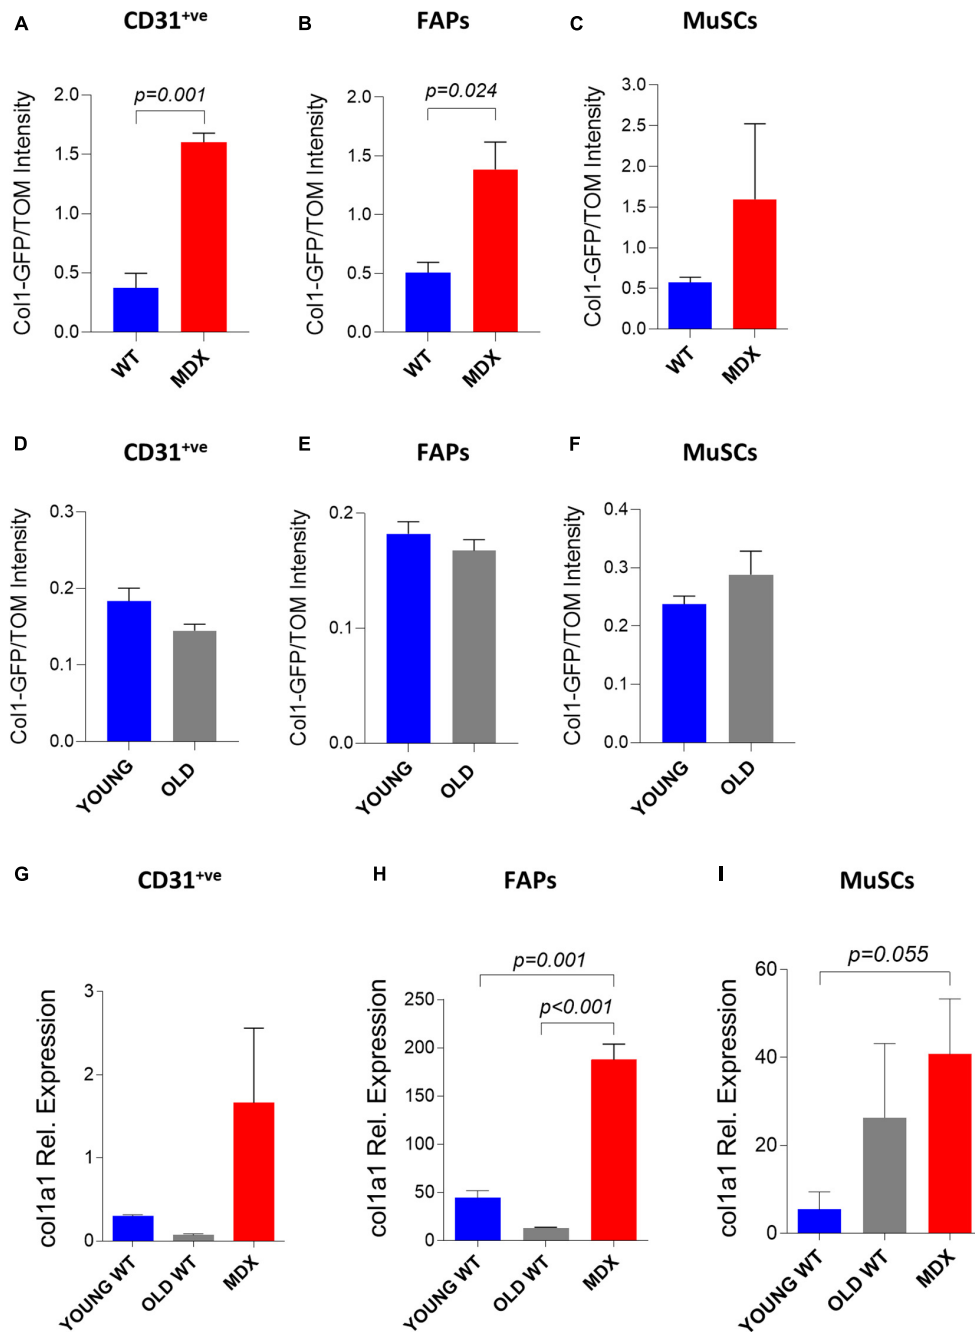 A
CD31+ve
Col1-GFP/TOM Intensity
2.0
1.5
1.0
0.5
0.0
p=0.001
WT
MDX
B
FAPs
Col1-GFP/TOM Intensity
2.0
1.5
1.0
0.5
0.0
p=0.024
WT
MDX
C
MuSCs
Col1-GFP/TOM Intensity
3.0
2.5
2.0
1.5
1.0
0.5
0.0
WT
MDX
D
CD31+ve
Col1-GFP/TOM Intensity
0.3
0.2
0.1
0.0
YOUNG
OLD
E
FAPs
Col1-GFP/TOM Intensity
0.2
0.1
0.0
YOUNG
OLD
F
MuSCs
Col1-GFP/TOM Intensity
0.4
0.3
0.2
0.1
0.0
YOUNG
OLD
G
CD31+ve
col1a1 Rel. Expression
3
2
1
0
YOUNG WT
OLD WT
MDX
H
FAPs
col1a1 Rel. Expression
250
200
150
100
50
0
p=0.001
p<0.001
YOUNG WT
OLD WT
MDX
I
MuSCs
col1a1 Rel. Expression
60
40
20
0
p=0.055
YOUNG WT
OLD WT
MDX